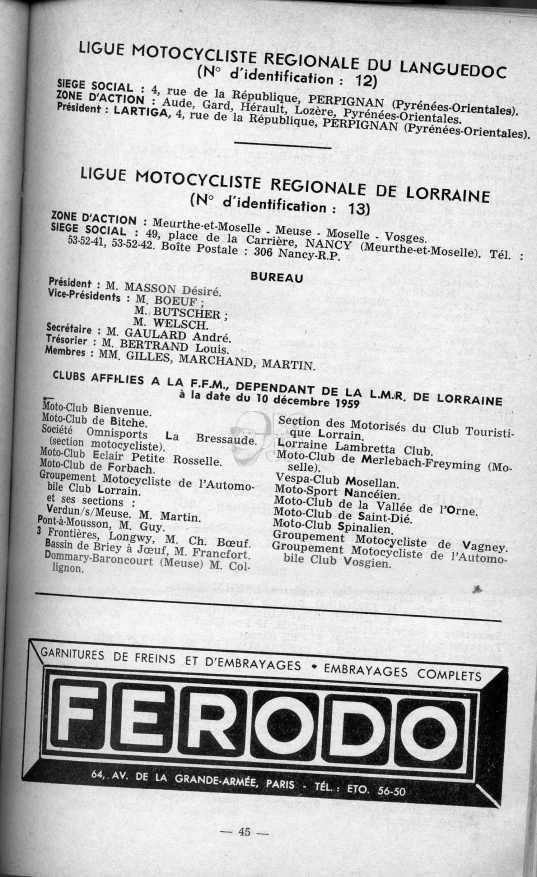 LIGUE MOTOCYCLISTE REGIONALE DU LANGUEDOC
(N° d'identification : 12)
SIEGE SOCIAL : 4, rue de la République, PERPIGNAN (Pyrénées-Orientales).
ZONE D'ACTION : Aude, Gard, Hérault, Lozère, Pyrénées-Orientales.
Président : LARTIGA, 4, rue de la République, PERPIGNAN (Pyrénées-Orientales).
LIGUE MOTOCYCLISTE REGIONALE DE LORRAINE
(N° d'identification : 13)
ZONE D'ACTION : Meurthe-et-Moselle - Meuse - Moselle - Vosges.
SIEGE SOCIAL : 49, place de la Carrière, NANCY (Meurthe-et-Moselle). Tél. :
53-52-41, 53-52-42. Boîte Postale : 306 Nancy-R.P.
BUREAU
Président : M. MASSON Désiré.
Vice-Présidents : M. BOEUF ;
M. BUTSCHER ;
M. WELSCH.
Secrétaire : M. GAULARD André.
Trésorier : M. BERTRAND Louis.
Membres : MM. GILLES, MARCHAND, MARTIN.
CLUBS AFFILIES A LA F.F.M., DEPENDANT DE LA L.M.R. DE LORRAINE
à la date du 10 décembre 1959
Moto-Club Bienvenue.
Moto-Club de Bitche.
Société Omnisports La Bressaude.
(section motocycliste).
Moto-Club Eclair Petite Rosselle.
Moto-Club de Forbach.
Groupement Motocycliste de l'Automo-
bile Club Lorrain.
et ses sections :
Verdun/s/Meuse. M. Martin.
Pont-à-Mousson, M. Guy.
3 Frontières, Longwy, M. Ch. Bœuf.
Bassin de Briey à Jœuf, M. Francfort.
Dommary-Baroncourt (Meuse) M. Col-
lignon.
Section des Motorisés du Club Touristi-
que Lorrain.
Lorraine Lambretta Club.
Moto-Club de Merlebach-Freyming (Mo-
selle).
Vespa-Club Mosellan.
Moto-Sport Nancéien.
Moto-Club de la Vallée de l'Orne.
Moto-Club de Saint-Dié.
Moto-Club Spinalien.
Groupement Motocycliste de Vagney.
Groupement Motocycliste de l'Automo-
bile Club Vosgien.
GARNITURES DE FREINS ET D'EMBRAYAGES • EMBRAYAGES COMPLETS
FERODO
64, AV. DE LA GRANDE-ARMÉE, PARIS - TÉL. : ETO. 56-50
— 45 —